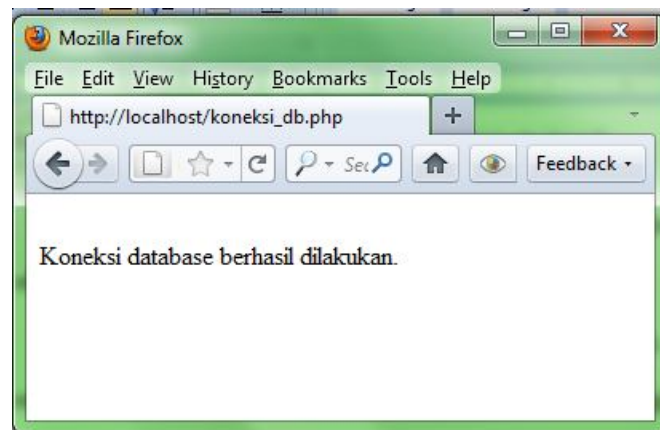 Mozilla Firefox
File Edit View History Bookmarks Tools Help
http://localhost/koneksi_db.php
Feedback
Koneksi database berhasil dilakukan.